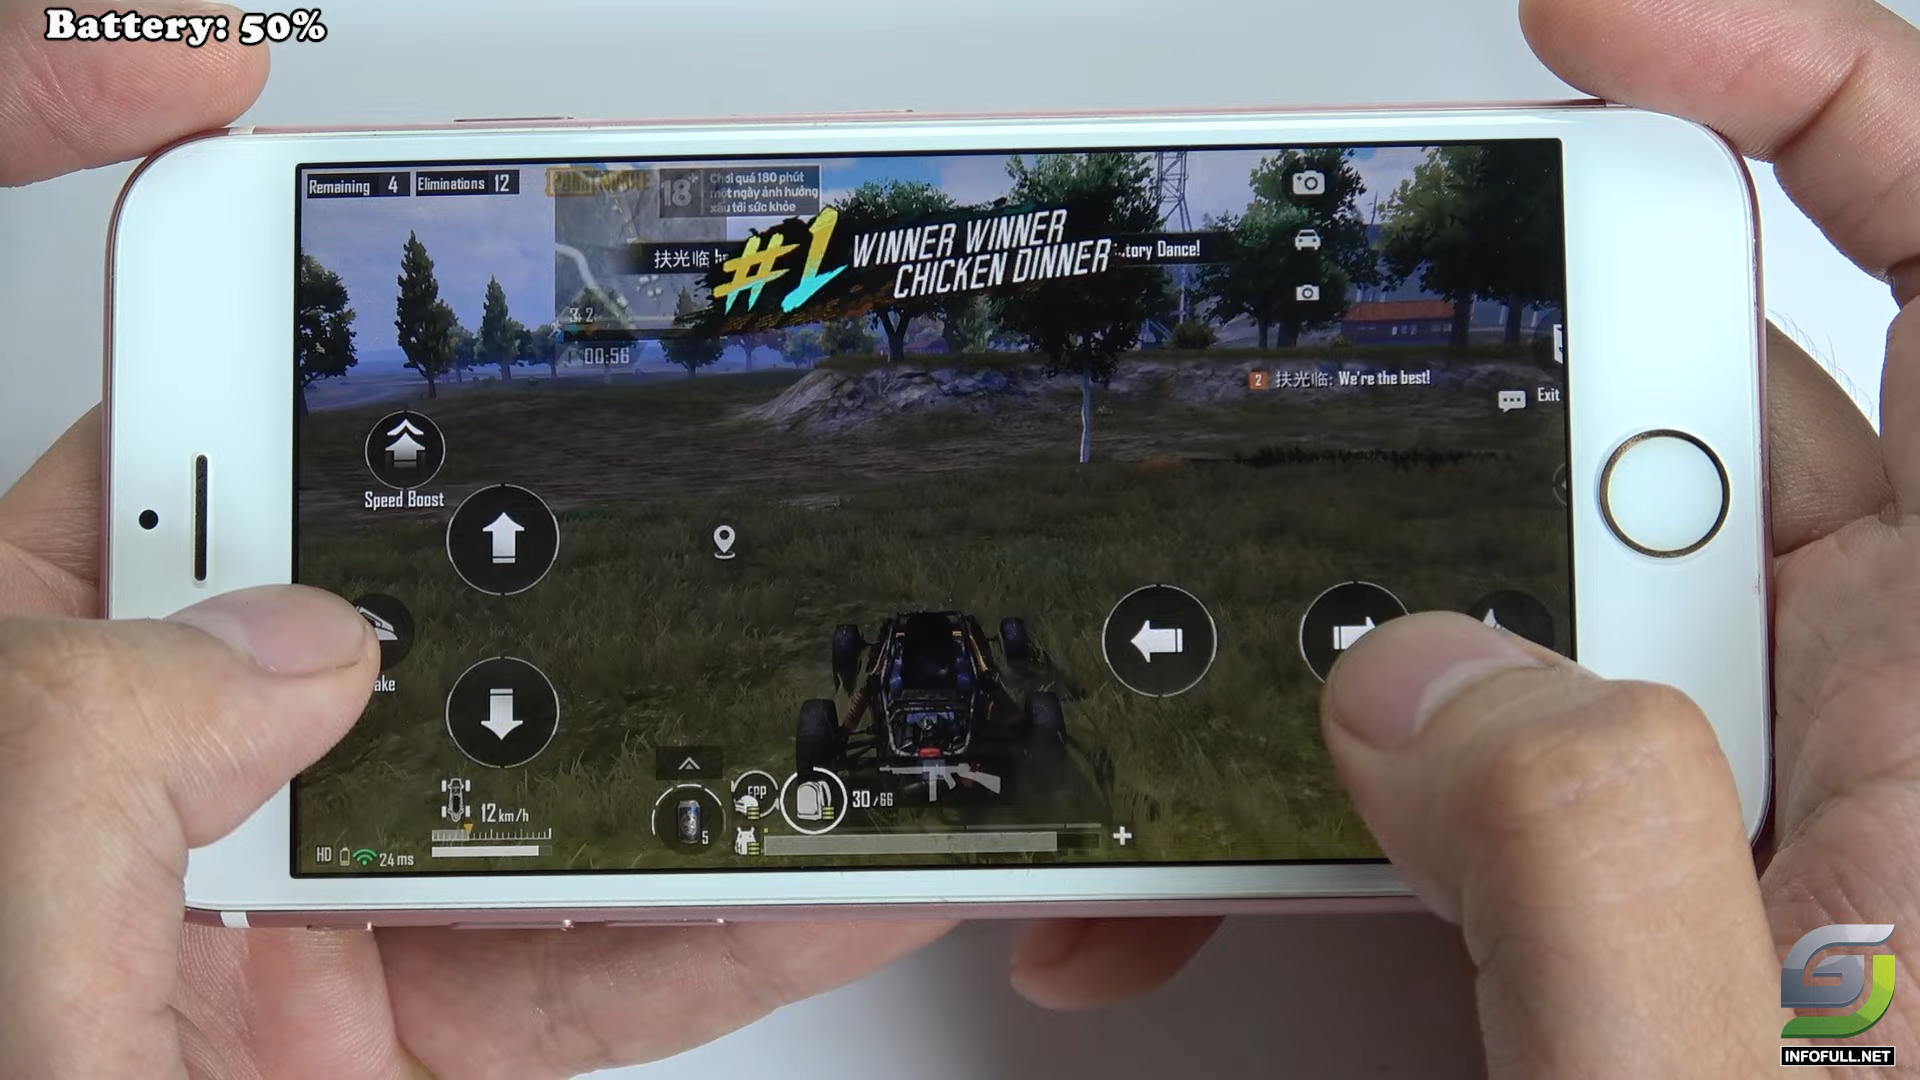 Battery: 50%
Remaining 4 Eliminations 12
18+
Chơi quá 180 phút
một ngày ảnh hưởng
xấu tới sức khỏe
扶光临
#1 WINNER WINNER
CHICKEN DINNER
Dance!
00:56
2 扶光临: We're the best!
Exit
Speed Boost
ake
FPP
30/66
12 km/h
5
HD 24 ms
INFOFULL.NET